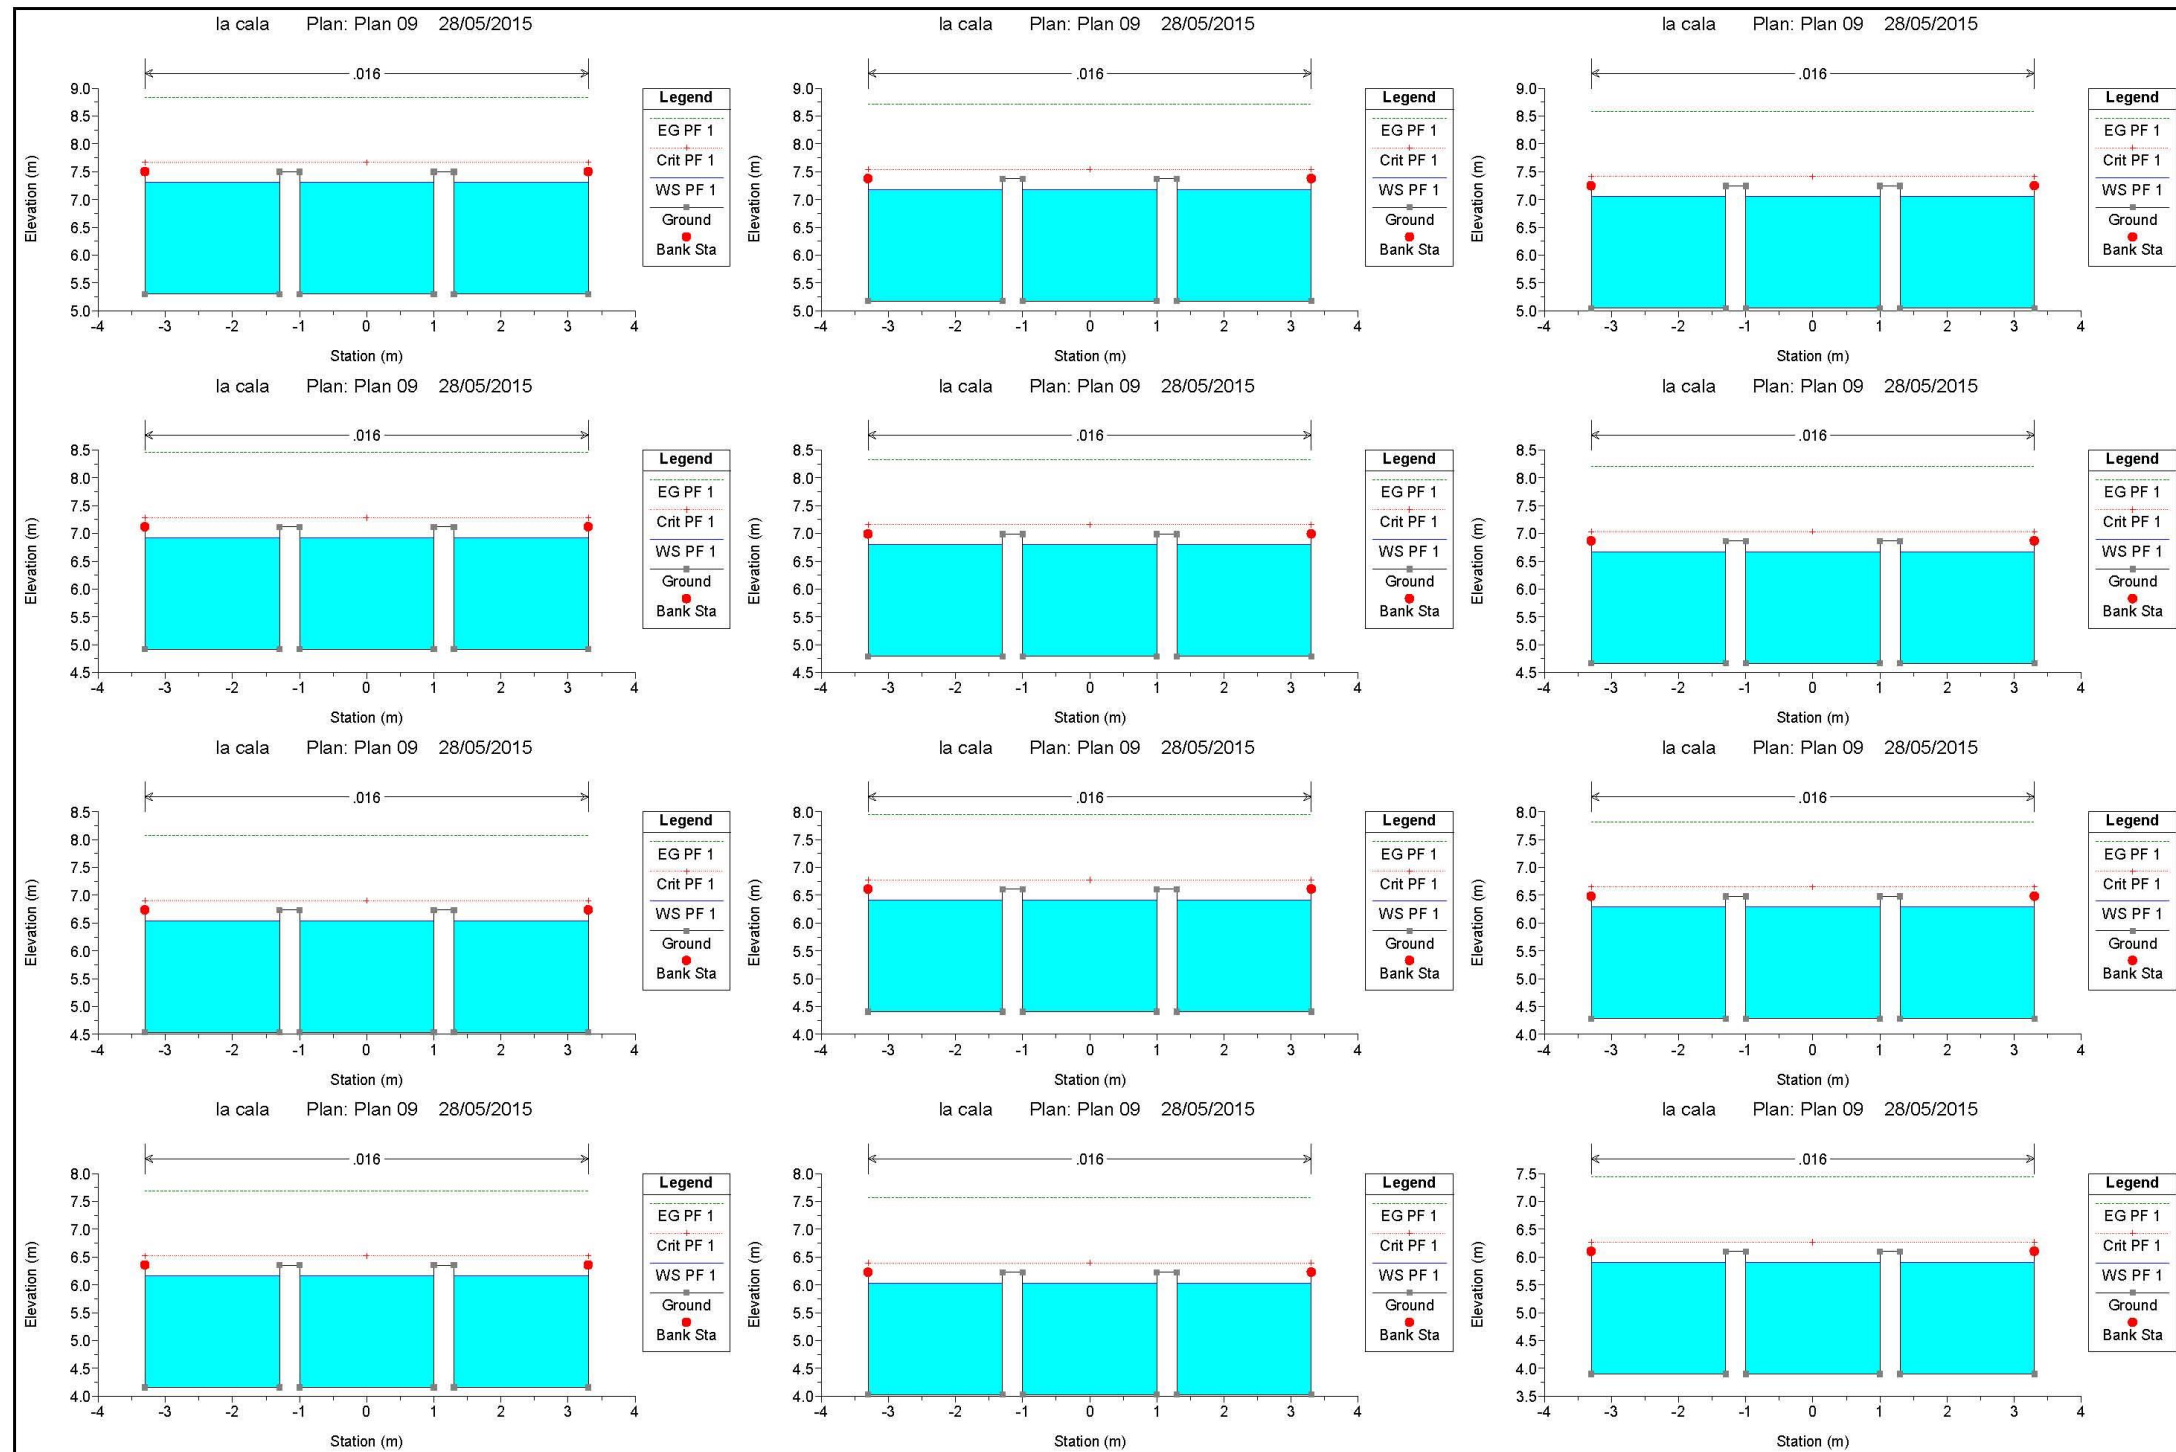 la cala Plan: Plan 09 28/05/2015
.016
9.0
8.5
8.0
7.5
7.0
6.5
6.0
5.5
5.0
Elevation (m)
-4 -3 -2 -1 0 1 2 3 4
Station (m)
Legend
EG PF 1
Crit PF 1
WS PF 1
Ground
Bank Sta
la cala Plan: Plan 09 28/05/2015
.016
9.0
8.5
8.0
7.5
7.0
6.5
6.0
5.5
5.0
Elevation (m)
-4 -3 -2 -1 0 1 2 3 4
Station (m)
Legend
EG PF 1
Crit PF 1
WS PF 1
Ground
Bank Sta
la cala Plan: Plan 09 28/05/2015
.016
9.0
8.5
8.0
7.5
7.0
6.5
6.0
5.5
5.0
Elevation (m)
-4 -3 -2 -1 0 1 2 3 4
Station (m)
Legend
EG PF 1
Crit PF 1
WS PF 1
Ground
Bank Sta
la cala Plan: Plan 09 28/05/2015
.016
8.5
8.0
7.5
7.0
6.5
6.0
5.5
5.0
4.5
Elevation (m)
-4 -3 -2 -1 0 1 2 3 4
Station (m)
Legend
EG PF 1
Crit PF 1
WS PF 1
Ground
Bank Sta
la cala Plan: Plan 09 28/05/2015
.016
8.5
8.0
7.5
7.0
6.5
6.0
5.5
5.0
4.5
Elevation (m)
-4 -3 -2 -1 0 1 2 3 4
Station (m)
Legend
EG PF 1
Crit PF 1
WS PF 1
Ground
Bank Sta
la cala Plan: Plan 09 28/05/2015
.016
8.5
8.0
7.5
7.0
6.5
6.0
5.5
5.0
4.5
Elevation (m)
-4 -3 -2 -1 0 1 2 3 4
Station (m)
Legend
EG PF 1
Crit PF 1
WS PF 1
Ground
Bank Sta
la cala Plan: Plan 09 28/05/2015
.016
8.5
8.0
7.5
7.0
6.5
6.0
5.5
5.0
4.5
Elevation (m)
-4 -3 -2 -1 0 1 2 3 4
Station (m)
Legend
EG PF 1
Crit PF 1
WS PF 1
Ground
Bank Sta
la cala Plan: Plan 09 28/05/2015
.016
8.0
7.5
7.0
6.5
6.0
5.5
5.0
4.5
4.0
Elevation (m)
-4 -3 -2 -1 0 1 2 3 4
Station (m)
Legend
EG PF 1
Crit PF 1
WS PF 1
Ground
Bank Sta
la cala Plan: Plan 09 28/05/2015
.016
8.0
7.5
7.0
6.5
6.0
5.5
5.0
4.5
4.0
Elevation (m)
-4 -3 -2 -1 0 1 2 3 4
Station (m)
Legend
EG PF 1
Crit PF 1
WS PF 1
Ground
Bank Sta
la cala Plan: Plan 09 28/05/2015
.016
8.0
7.5
7.0
6.5
6.0
5.5
5.0
4.5
4.0
Elevation (m)
-4 -3 -2 -1 0 1 2 3 4
Station (m)
Legend
EG PF 1
Crit PF 1
WS PF 1
Ground
Bank Sta
la cala Plan: Plan 09 28/05/2015
.016
8.0
7.5
7.0
6.5
6.0
5.5
5.0
4.5
4.0
Elevation (m)
-4 -3 -2 -1 0 1 2 3 4
Station (m)
Legend
EG PF 1
Crit PF 1
WS PF 1
Ground
Bank Sta
la cala Plan: Plan 09 28/05/2015
.016
7.5
7.0
6.5
6.0
5.5
5.0
4.5
4.0
3.5
Elevation (m)
-4 -3 -2 -1 0 1 2 3 4
Station (m)
Legend
EG PF 1
Crit PF 1
WS PF 1
Ground
Bank Sta